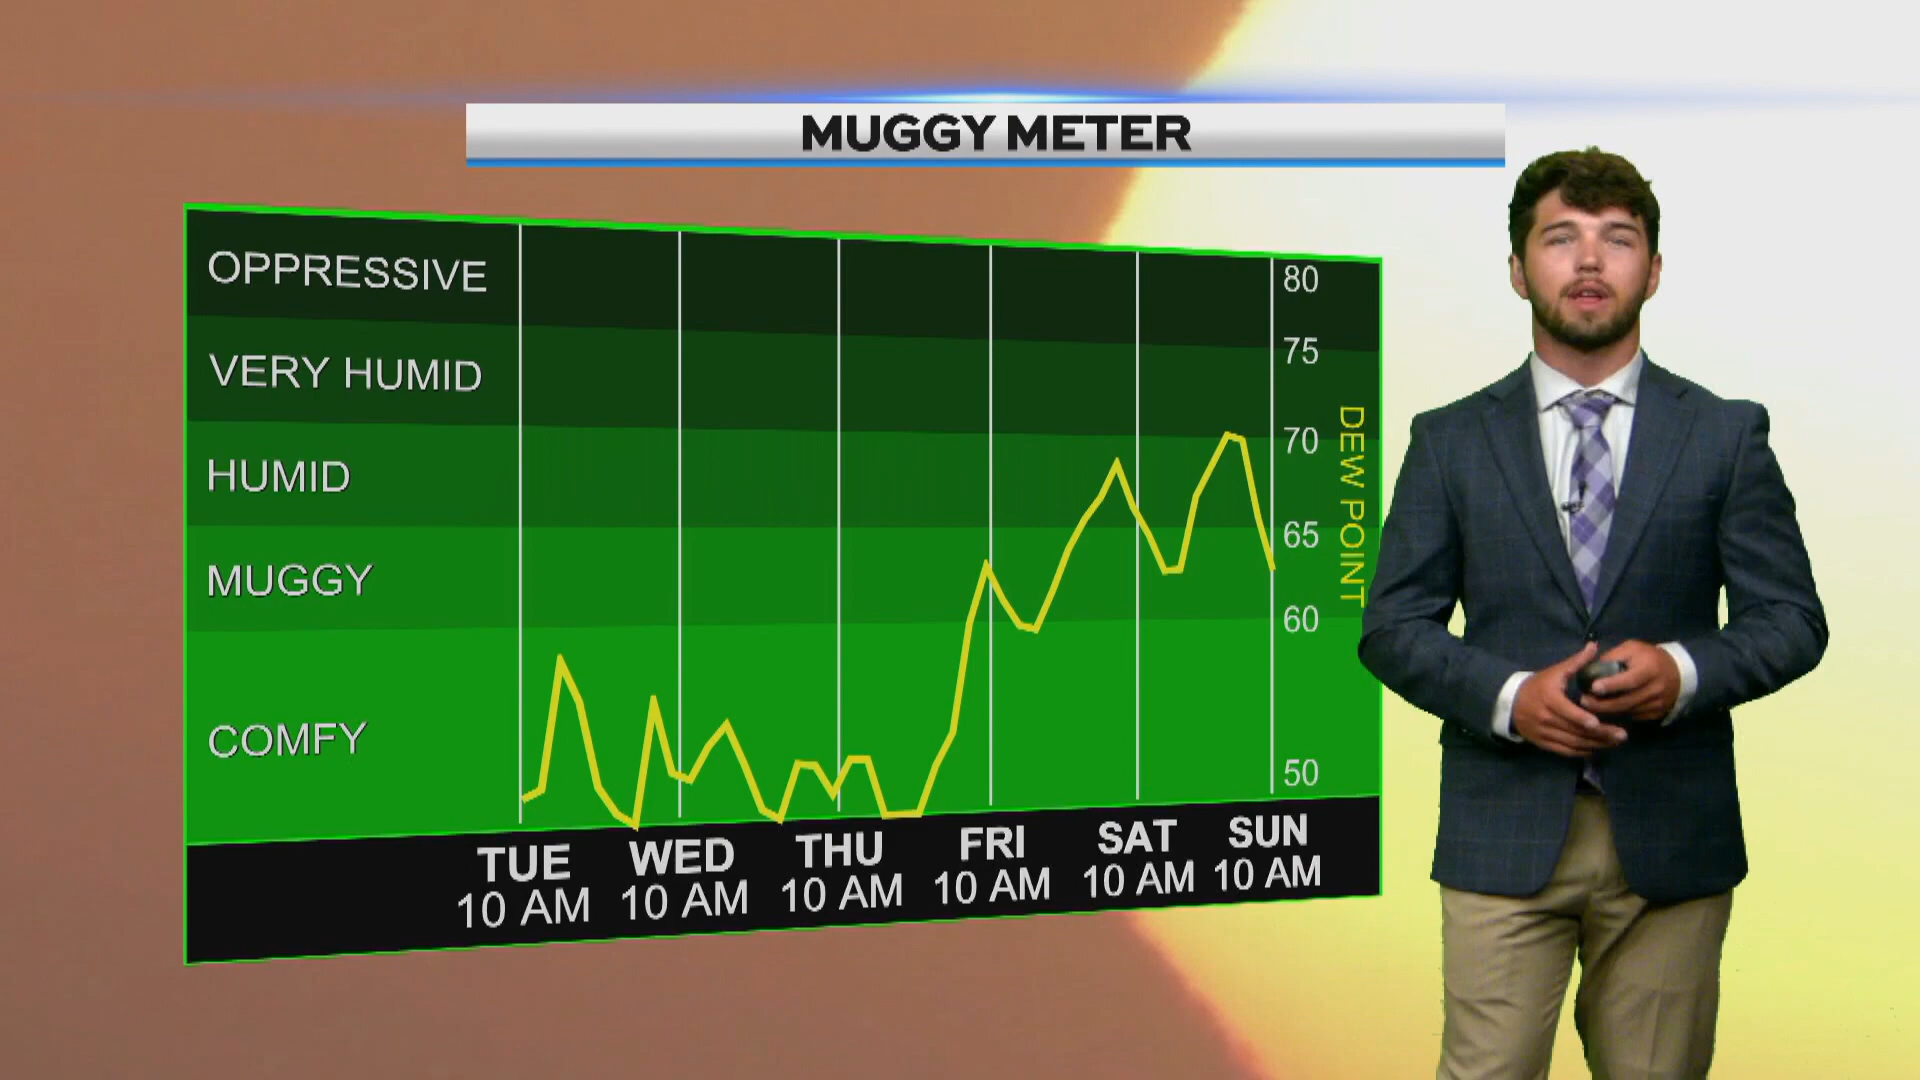 MUGGY METER
OPPRESSIVE
VERY HUMID
HUMID
MUGGY
COMFY
80
75
70
65
60
50
DEW POINT
TUE
10 AM
WED
10 AM
THU
10 AM
FRI
10 AM
SAT
10 AM
SUN
10 AM